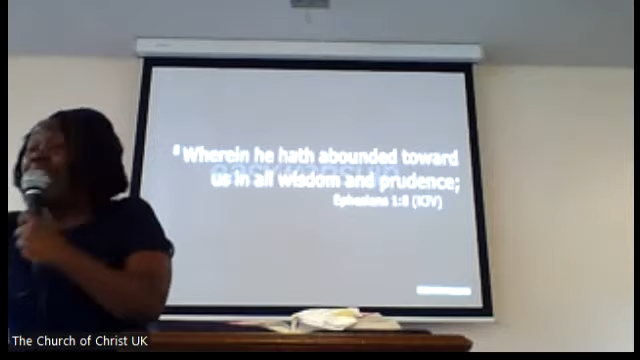 8 Wherein he hath abounded toward
us in all wisdom and prudence;
Ephesians 1:8 (KJV)
The Church of Christ UK